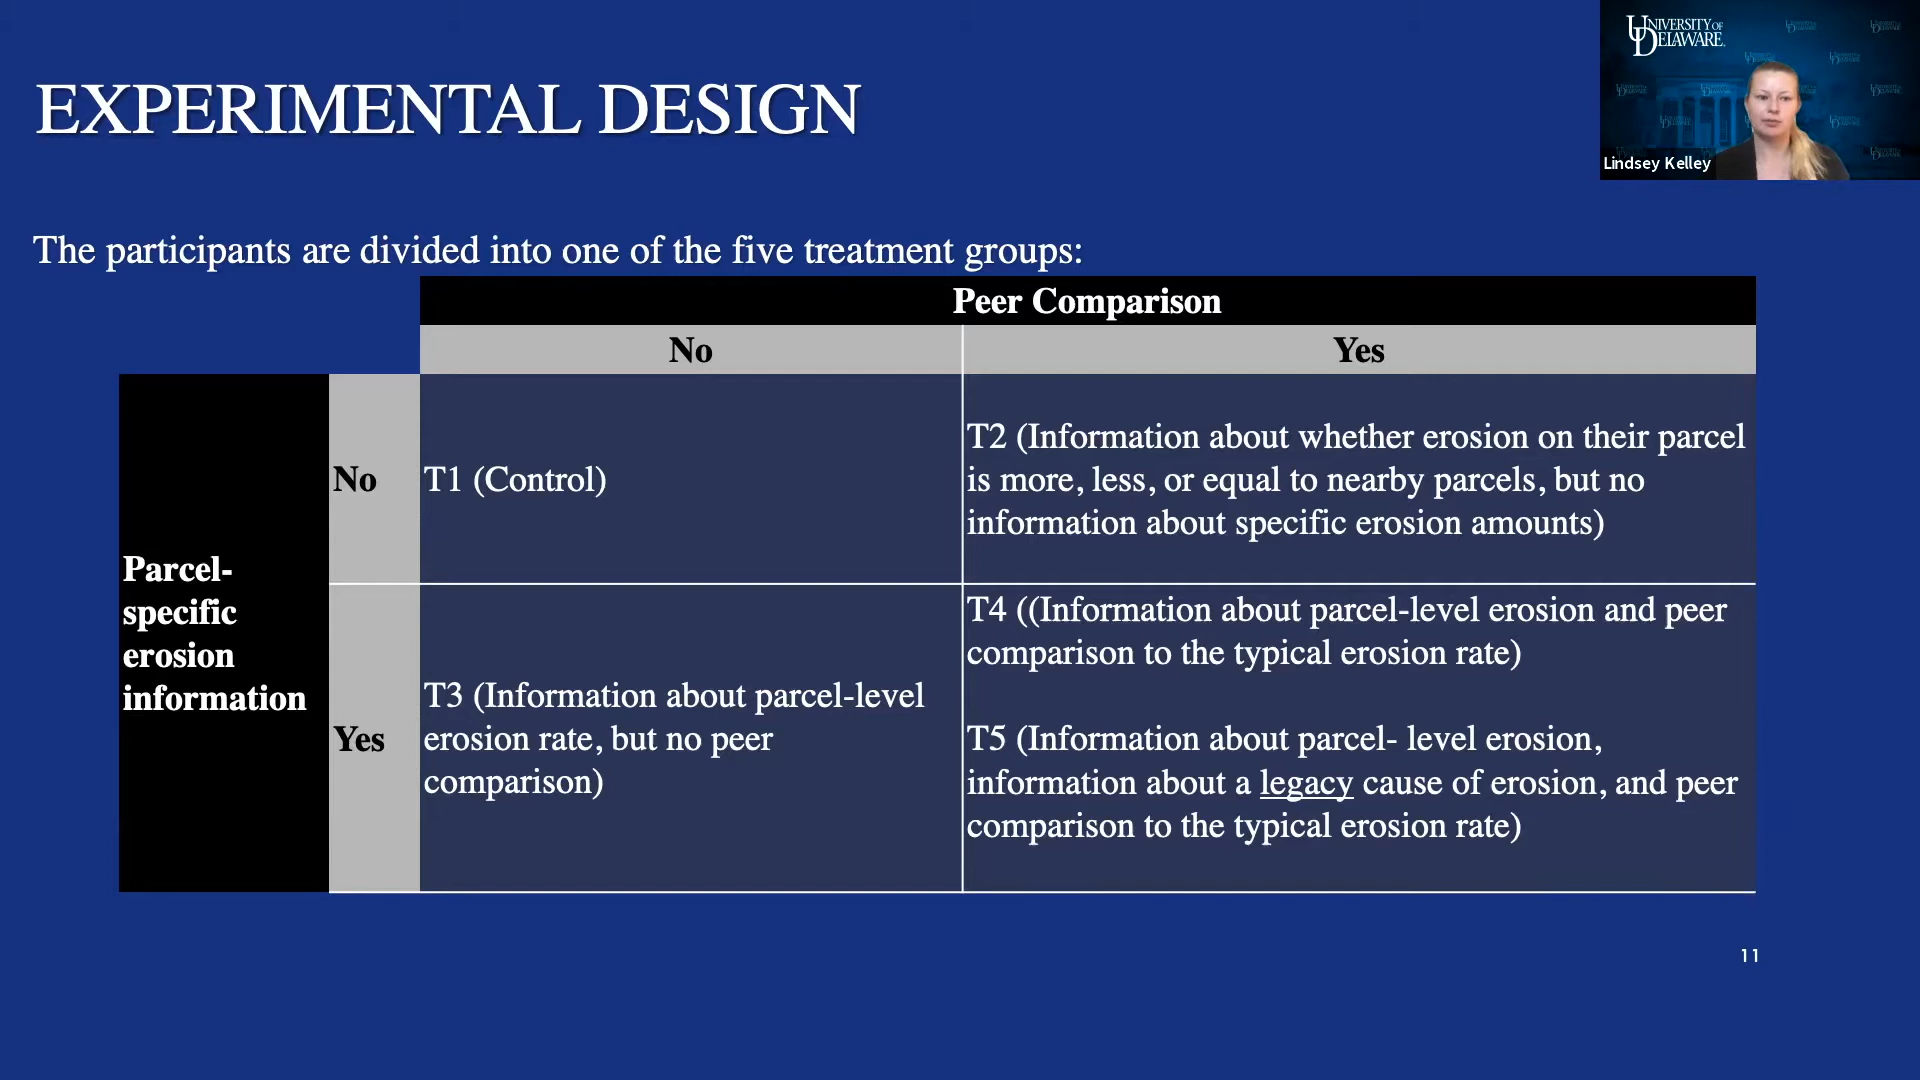 UNIVERSITY OF
DELAWARE
Lindsey Kelley
EXPERIMENTAL DESIGN
The participants are divided into one of the five treatment groups:
Peer Comparison
No
Yes
Parcel-
specific
erosion
information
No
T1 (Control)
T2 (Information about whether erosion on their parcel
is more, less, or equal to nearby parcels, but no
information about specific erosion amounts)
Yes
T3 (Information about parcel-level
erosion rate, but no peer
comparison)
T4 ((Information about parcel-level erosion and peer
comparison to the typical erosion rate)
T5 (Information about parcel- level erosion,
information about a legacy cause of erosion, and peer
comparison to the typical erosion rate)
11